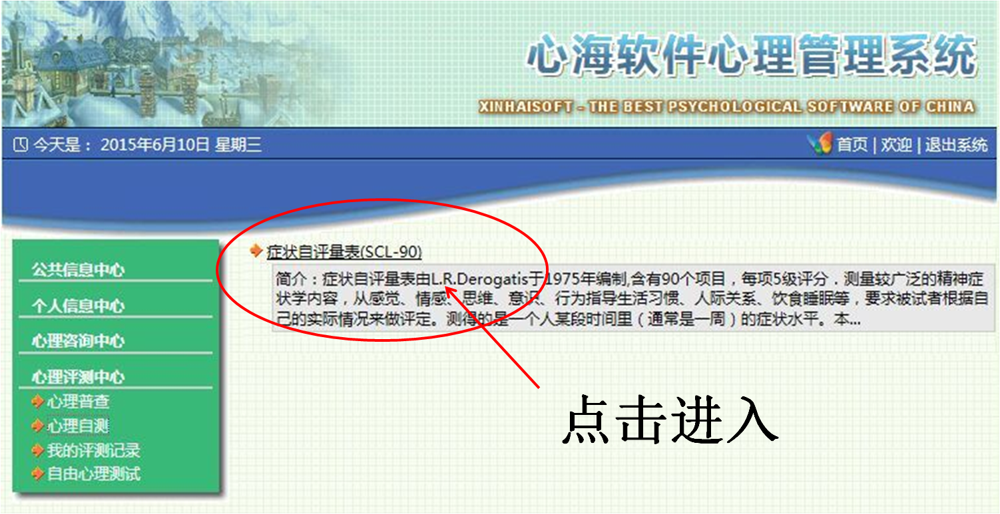 心海软件心理管理系统
XINHAISOFT - THE BEST PSYCHOLOGICAL SOFTWARE OF CHINA
今天是： 2015年6月10日 星期三
首页 | 欢迎 | 退出系统
公共信息中心
个人信息中心
心理咨询中心
心理评测中心
心理普查
心理自测
我的评测记录
自由心理测试
症状自评量表(SCL-90)
简介：症状自评量表由L.R.Derogatis于1975年编制,含有90个项目，每项5级评分．测量较广泛的精神症
状学内容，从感觉、情感、思维、意识、行为指导生活习惯、人际关系、饮食睡眠等，要求被试者根据自
己的实际情况来做评定。测得的是一个人某段时间里（通常是一周）的症状水平。本...
点击进入